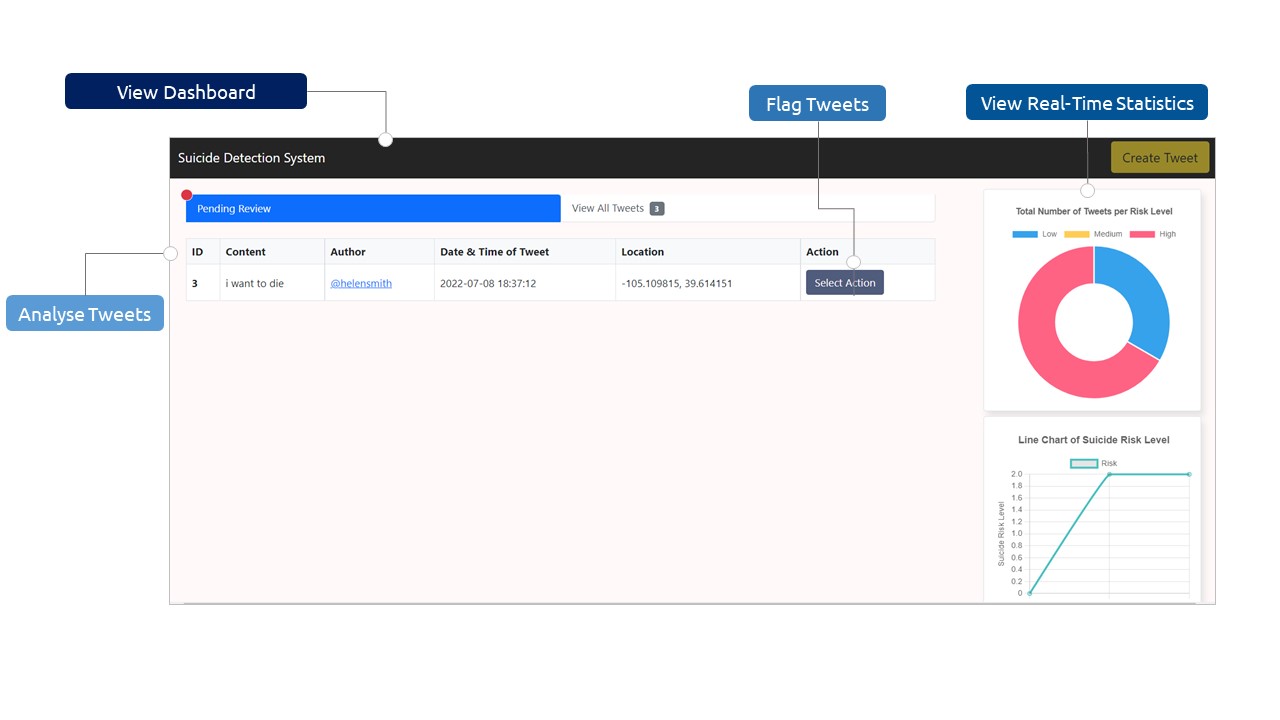 View Dashboard
Flag Tweets
View Real-Time Statistics
Suicide Detection System
Create Tweet
Pending Review
View All Tweets 3
ID Content Author Date & Time of Tweet Location Action
3 i want to die @helensmith 2022-07-08 18:37:12 -105.109815, 39.614151 Select Action
Analyse Tweets
Total Number of Tweets per Risk Level
Low Medium High
Line Chart of Suicide Risk Level
Risk
Suicide Risk Level
2.0
1.8
1.6
1.4
1.2
1.0
0.8
0.6
0.4
0.2
0